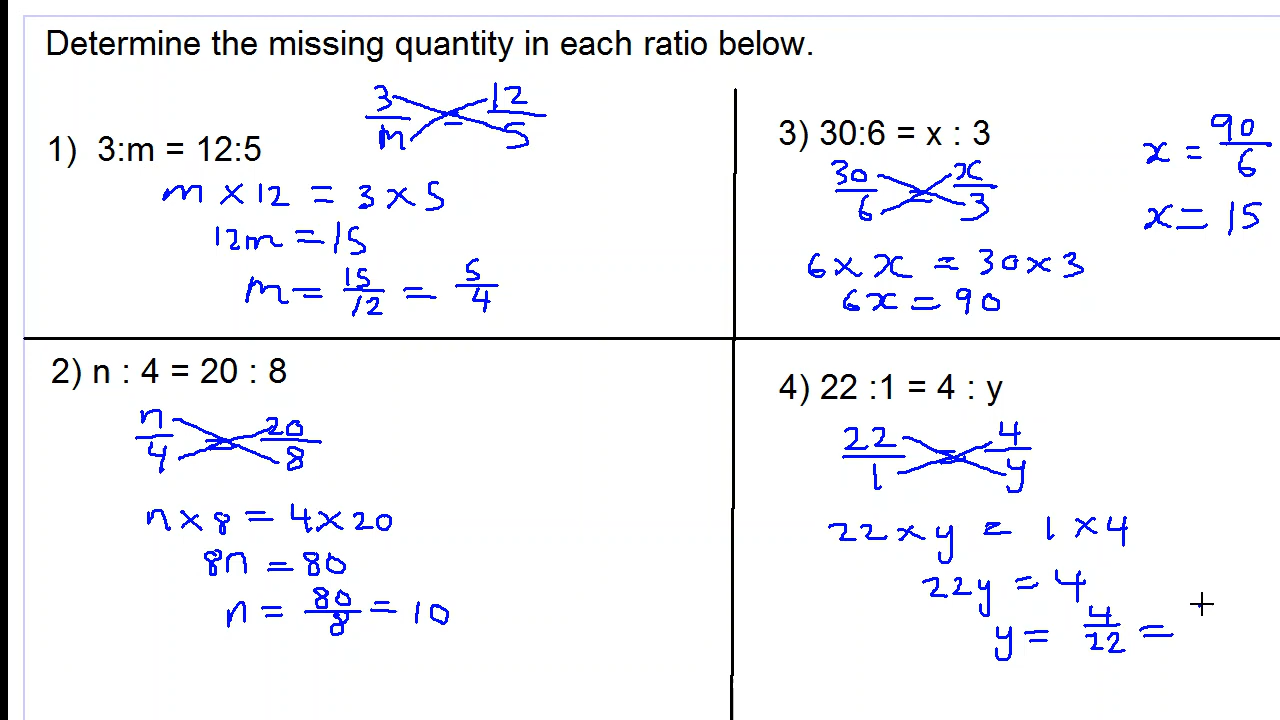 Determine the missing quantity in each ratio below.
1) 3:m = 12:5
3/m = 12/5
m × 12 = 3 × 5
12m = 15
m = 15/12 = 5/4
2) n : 4 = 20 : 8
n/4 = 20/8
n × 8 = 4 × 20
8n = 80
n = 80/8 = 10
3) 30:6 = x : 3
30/6 = x/3
6 × x = 30 × 3
6x = 90
x = 90/6
x = 15
4) 22 :1 = 4 : y
22/1 = 4/y
22 × y = 1 × 4
22y = 4
y = 4/22 =